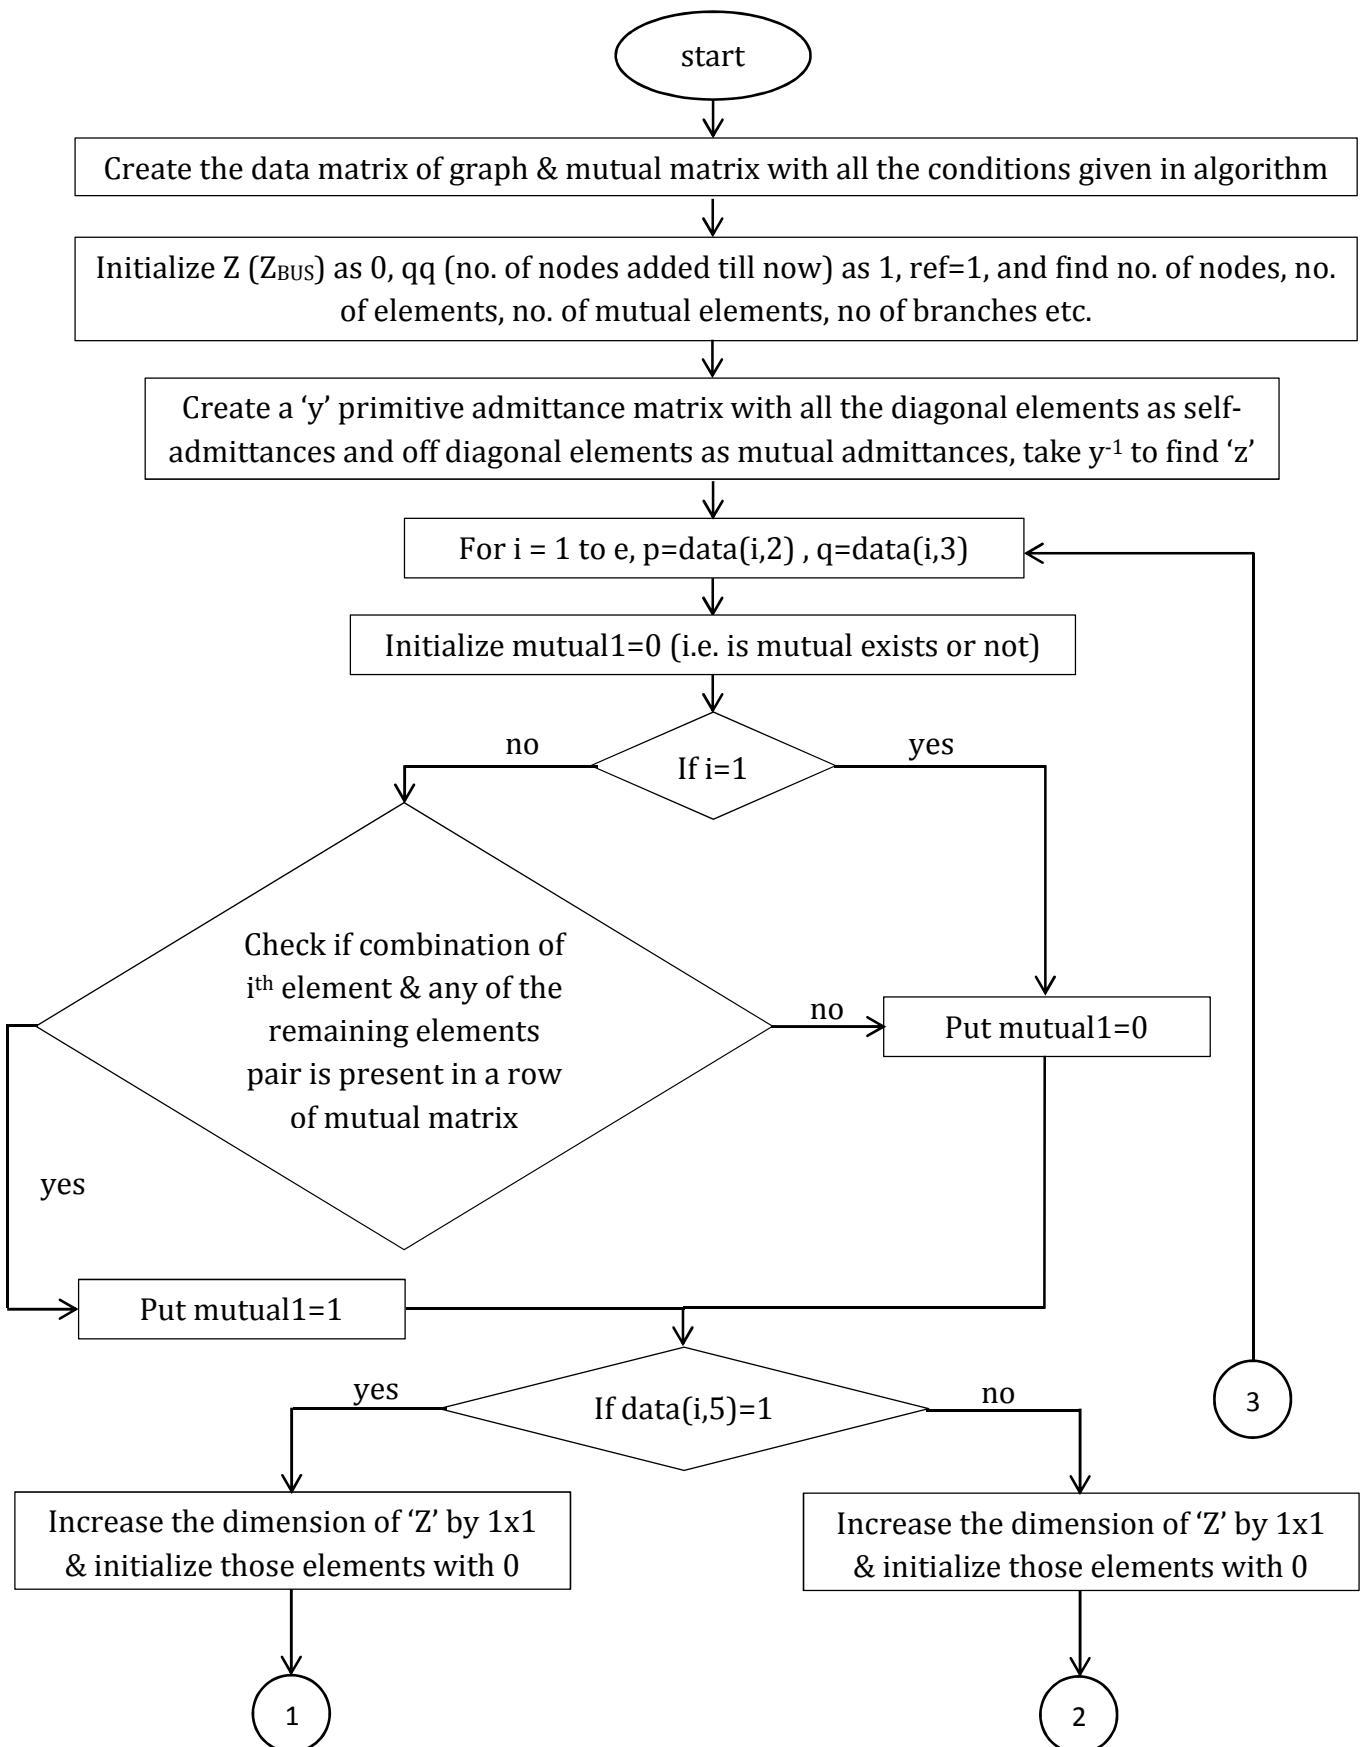 start
Create the data matrix of graph & mutual matrix with all the conditions given in algorithm
Initialize Z (ZBUS) as 0, qq (no. of nodes added till now) as 1, ref=1, and find no. of nodes, no.
of elements, no. of mutual elements, no of branches etc.
Create a ‘y’ primitive admittance matrix with all the diagonal elements as self-
admittances and off diagonal elements as mutual admittances, take y-1 to find ‘z’
For i = 1 to e, p=data(i,2) , q=data(i,3)
Initialize mutual1=0 (i.e. is mutual exists or not)
no
yes
If i=1
Check if combination of
ith element & any of the
remaining elements
pair is present in a row
of mutual matrix
no
Put mutual1=0
yes
Put mutual1=1
yes
If data(i,5)=1
no
3
Increase the dimension of ‘Z’ by 1x1
& initialize those elements with 0
Increase the dimension of ‘Z’ by 1x1
& initialize those elements with 0
1
2